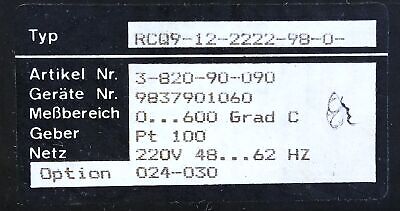 Typ RCQ9-12-2222-98-0-
Artikel Nr. 3-820-90-090
Geräte Nr. 9837901060
Meßbereich 0...600 Grad C
Geber Pt 100
Netz 220V 48...62 HZ
Option 024-030